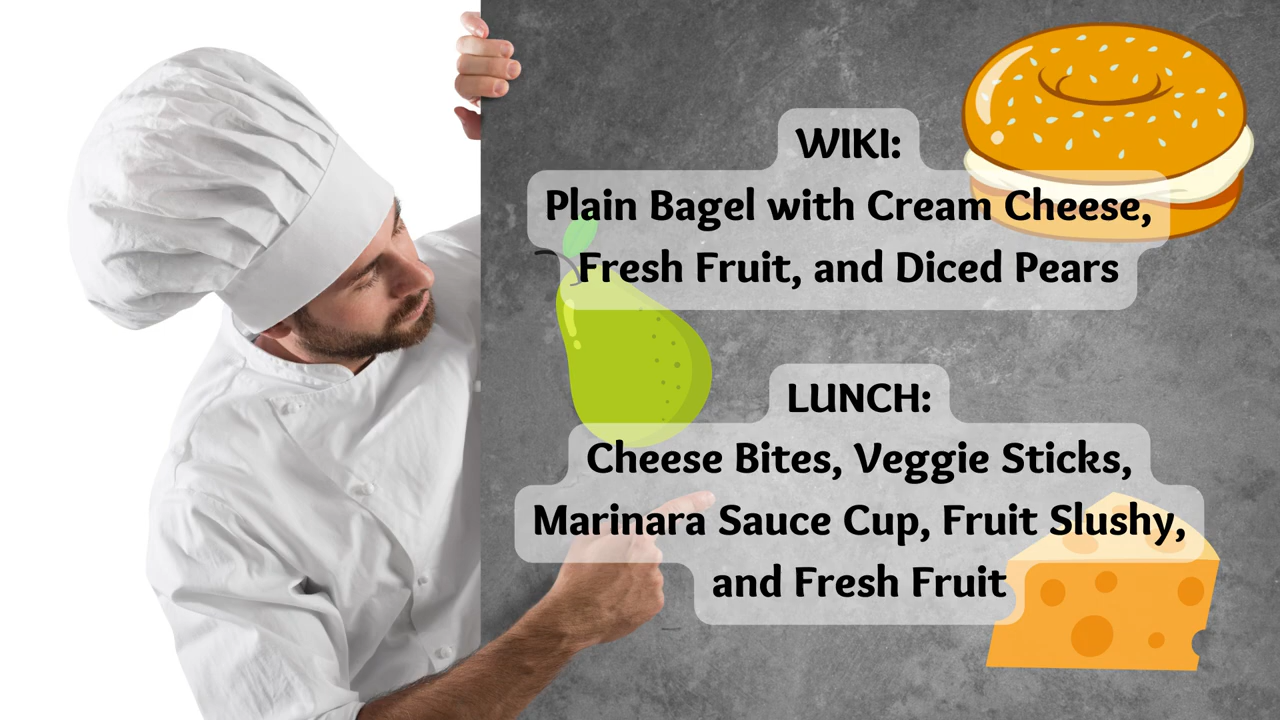 WIKI:
Plain Bagel with Cream Cheese,
Fresh Fruit, and Diced Pears
LUNCH:
Cheese Bites, Veggie Sticks,
Marinara Sauce Cup, Fruit Slushy,
and Fresh Fruit